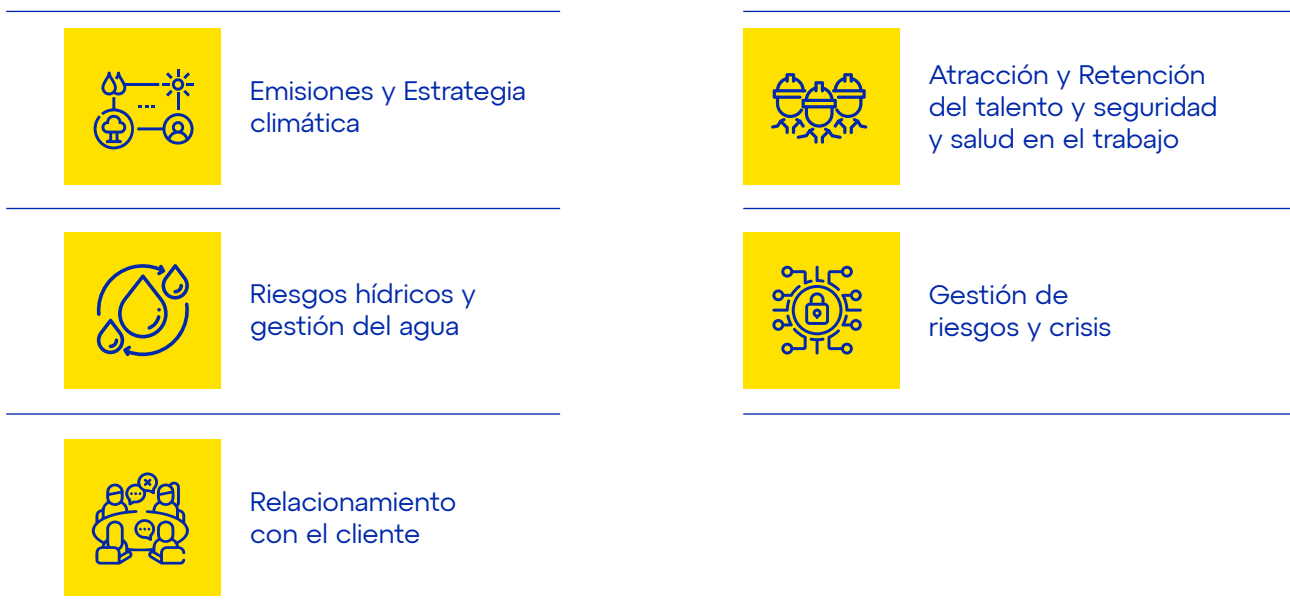 Emisiones y Estrategia
climática
Riesgos hídricos y
gestión del agua
Relacionamiento
con el cliente
Atracción y Retención
del talento y seguridad
y salud en el trabajo
Gestión de
riesgos y crisis